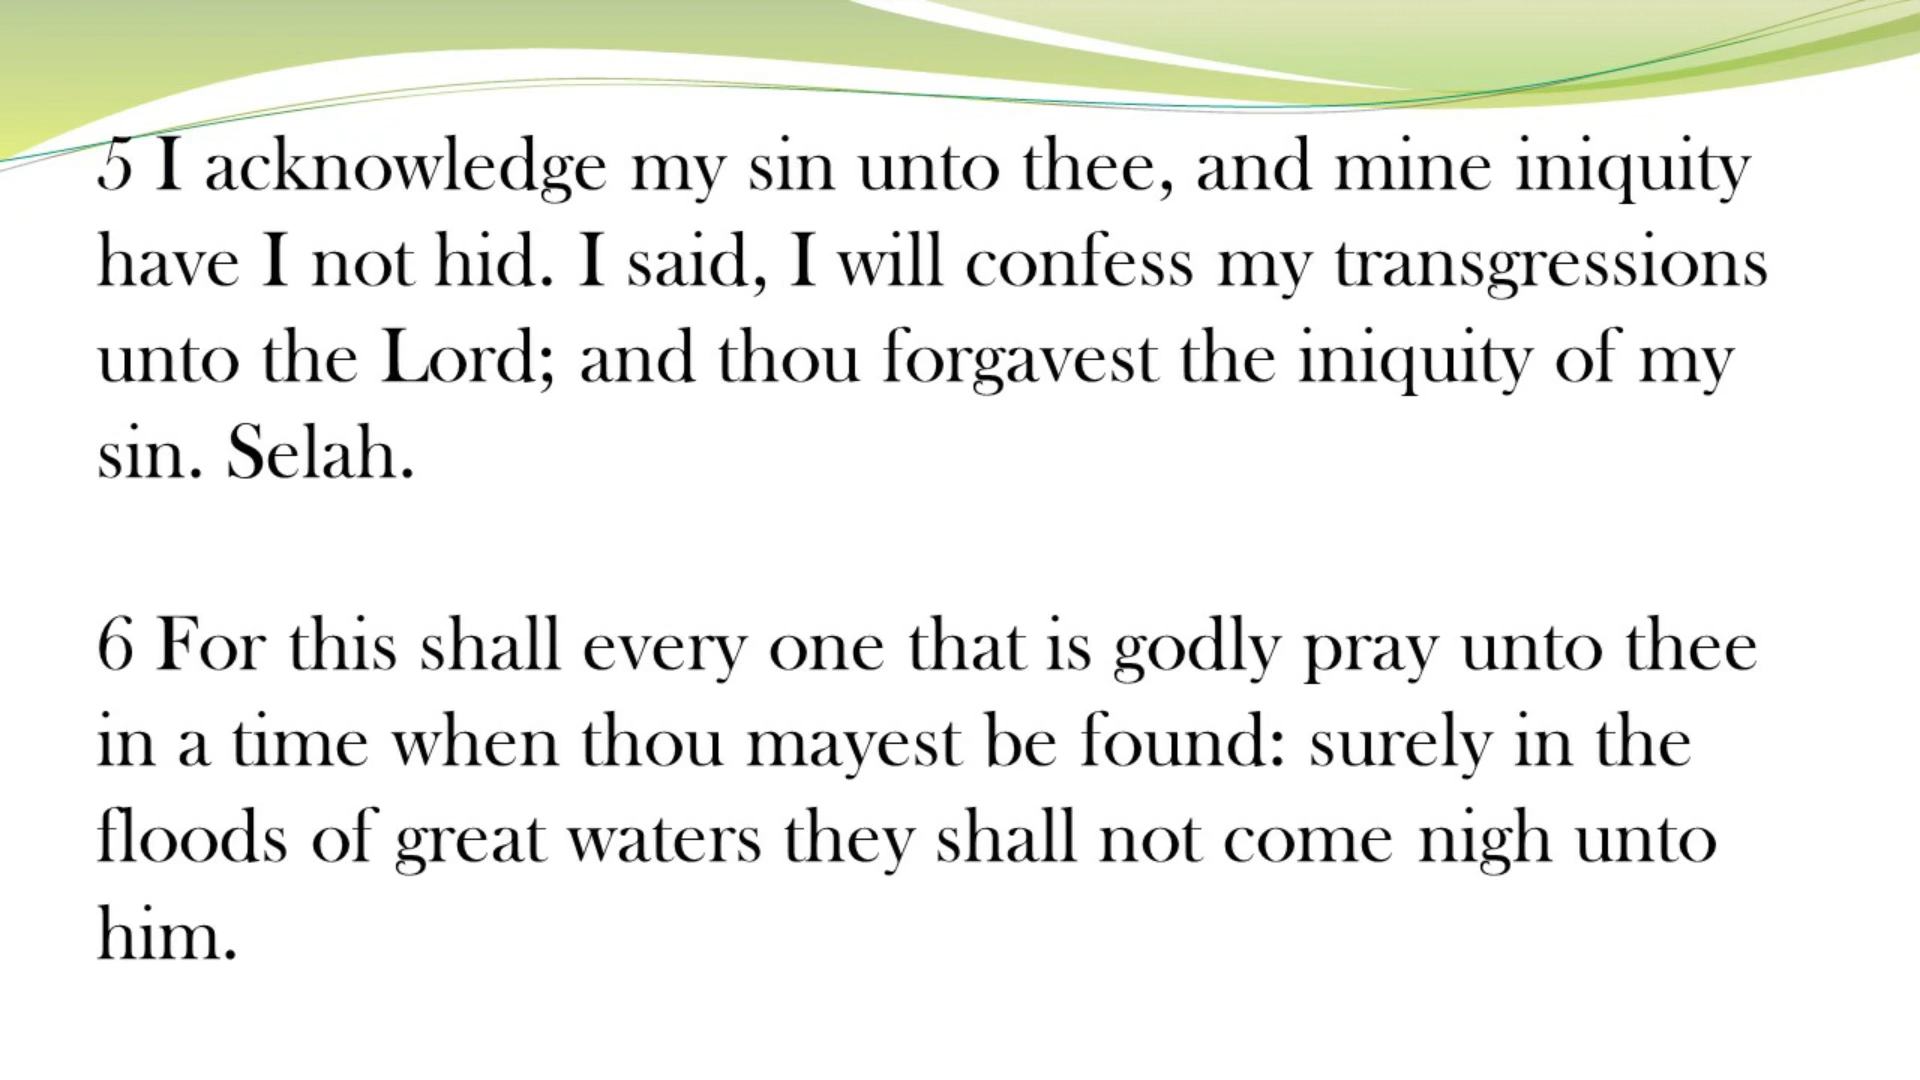 5 I acknowledge my sin unto thee, and mine iniquity
have I not hid. I said, I will confess my transgressions
unto the Lord; and thou forgavest the iniquity of my
sin. Selah.
6 For this shall every one that is godly pray unto thee
in a time when thou mayest be found: surely in the
floods of great waters they shall not come nigh unto
him.